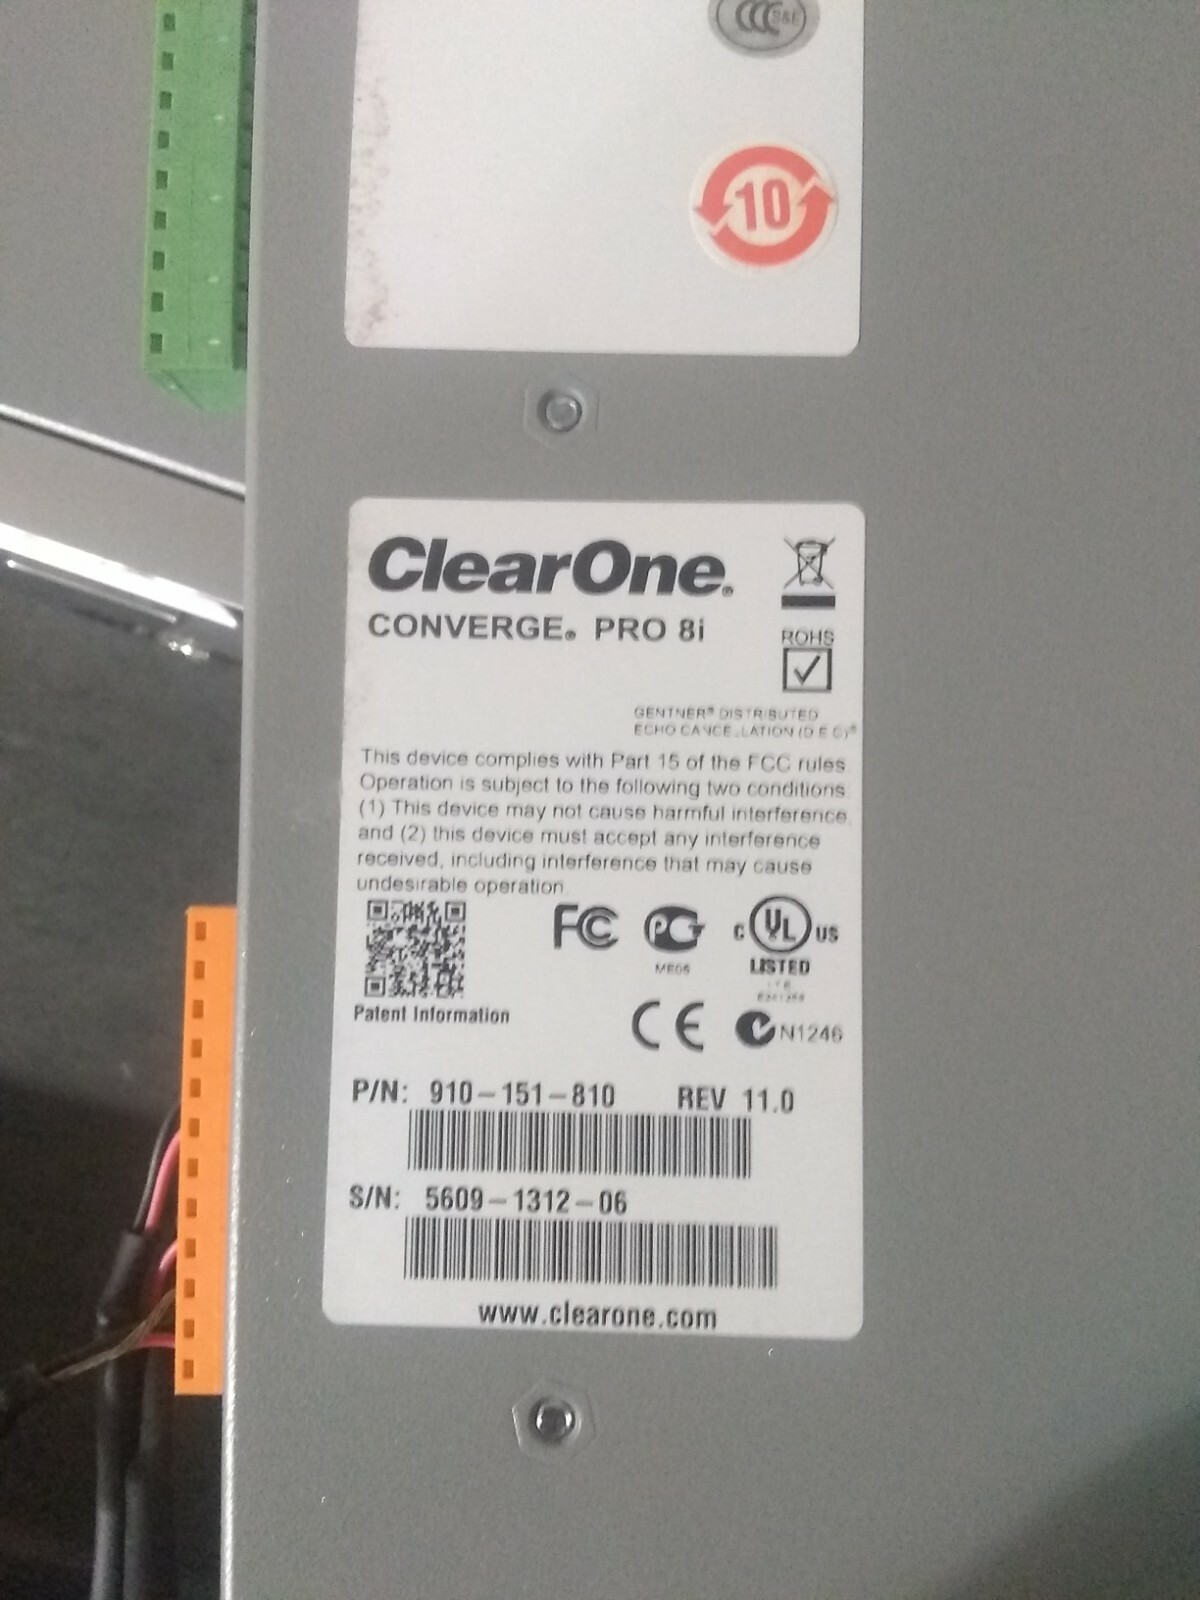 S&E
10
ClearOne®
CONVERGE® PRO 8i
ROHS
GENTNER® DISTRIBUTED
ECHO CANCELLATION (D E C)®
This device complies with Part 15 of the FCC rules
Operation is subject to the following two conditions
(1) This device may not cause harmful interference,
and (2) this device must accept any interference
received, including interference that may cause
undesirable operation
FC PG C UL US
LISTED
Patent Information
CE N1246
P/N: 910-151-810 REV 11.0
S/N: 5609-1312-06
www.clearone.com